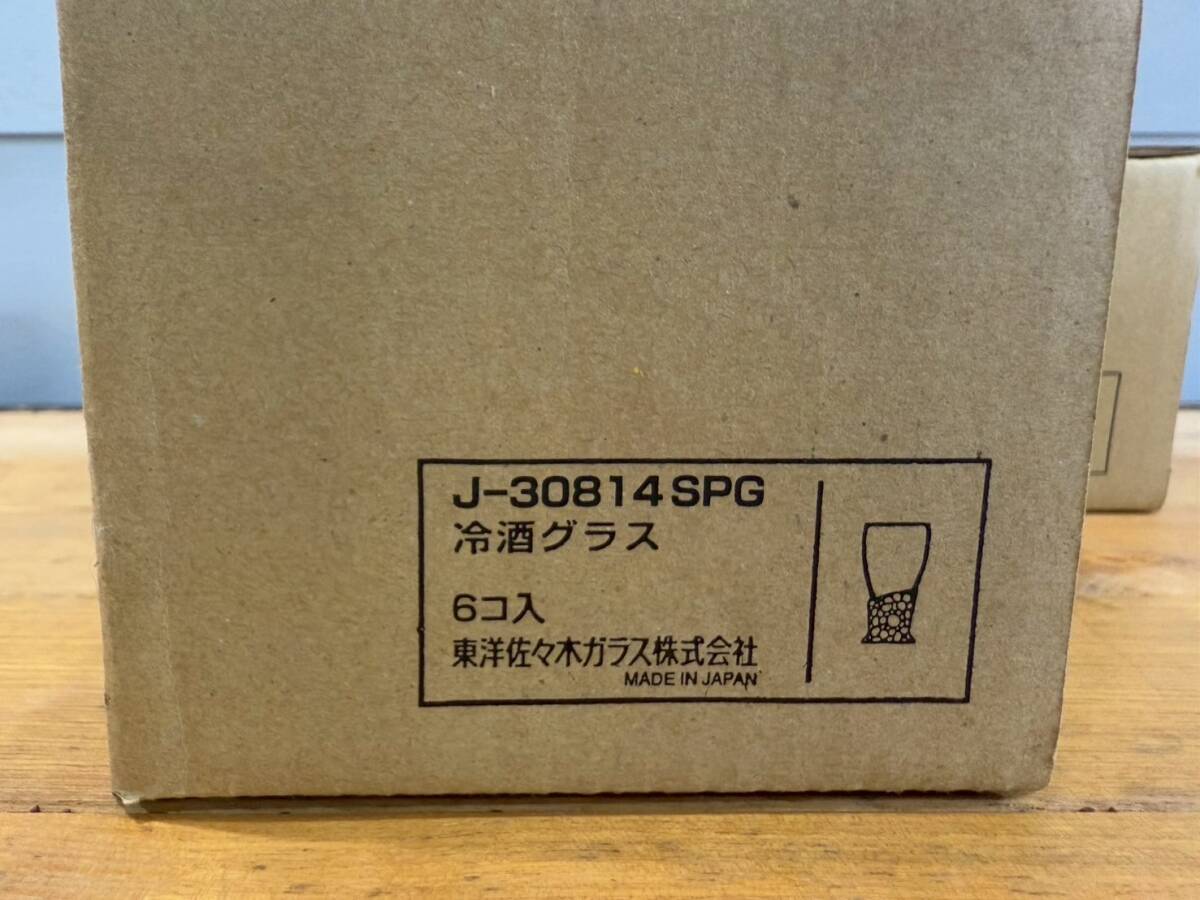 J-30814SPG
冷酒グラス
6コ入
東洋佐々木ガラス株式会社
MADE IN JAPAN